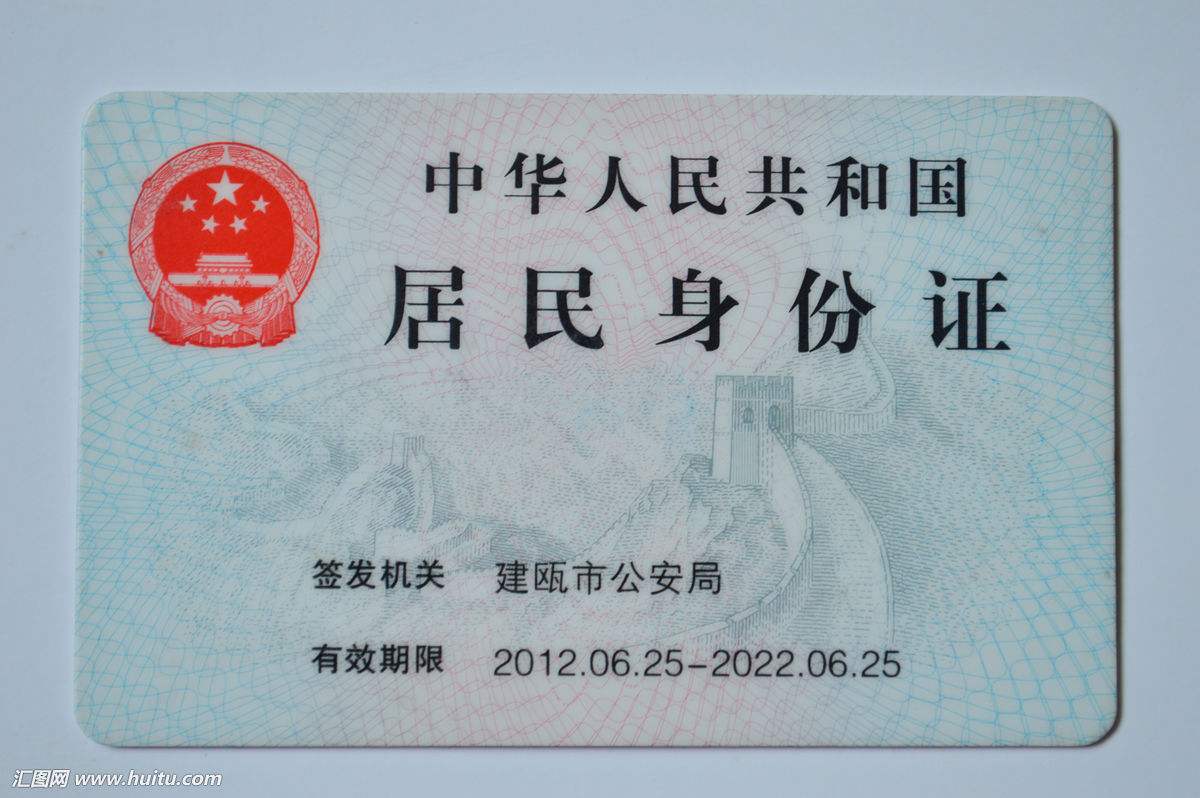 中华人民共和国
居民身份证
签发机关 建瓯市公安局
有效期限 2012.06.25-2022.06.25
汇图网 www.huitu.com